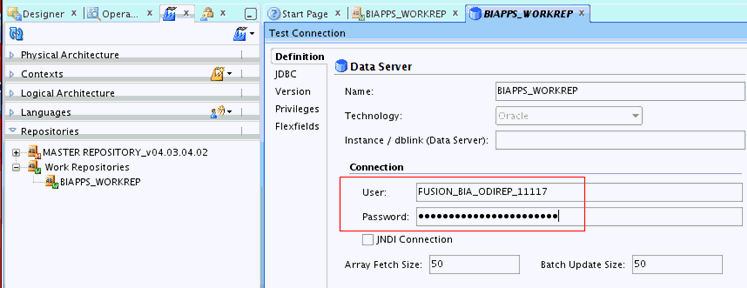 Designer x Opera... x x x
Start Page x BIAPPS_WORKREP x BIAPPS_WORKREP x
Test Connection
Physical Architecture
Contexts
Logical Architecture
Languages
Repositories
MASTER REPOSITORY_v04.03.04.02
Work Repositories
BIAPPS_WORKREP
Definition
JDBC
Version
Privileges
Flexfields
Data Server
Name: BIAPPS_WORKREP
Technology: Oracle
Instance / dblink (Data Server):
Connection
User: FUSION_BIA_ODIREP_11117
Password: ●●●●●●●●●●●●●●●●●●●●●●●
JNDI Connection
Array Fetch Size: 50 Batch Update Size: 50